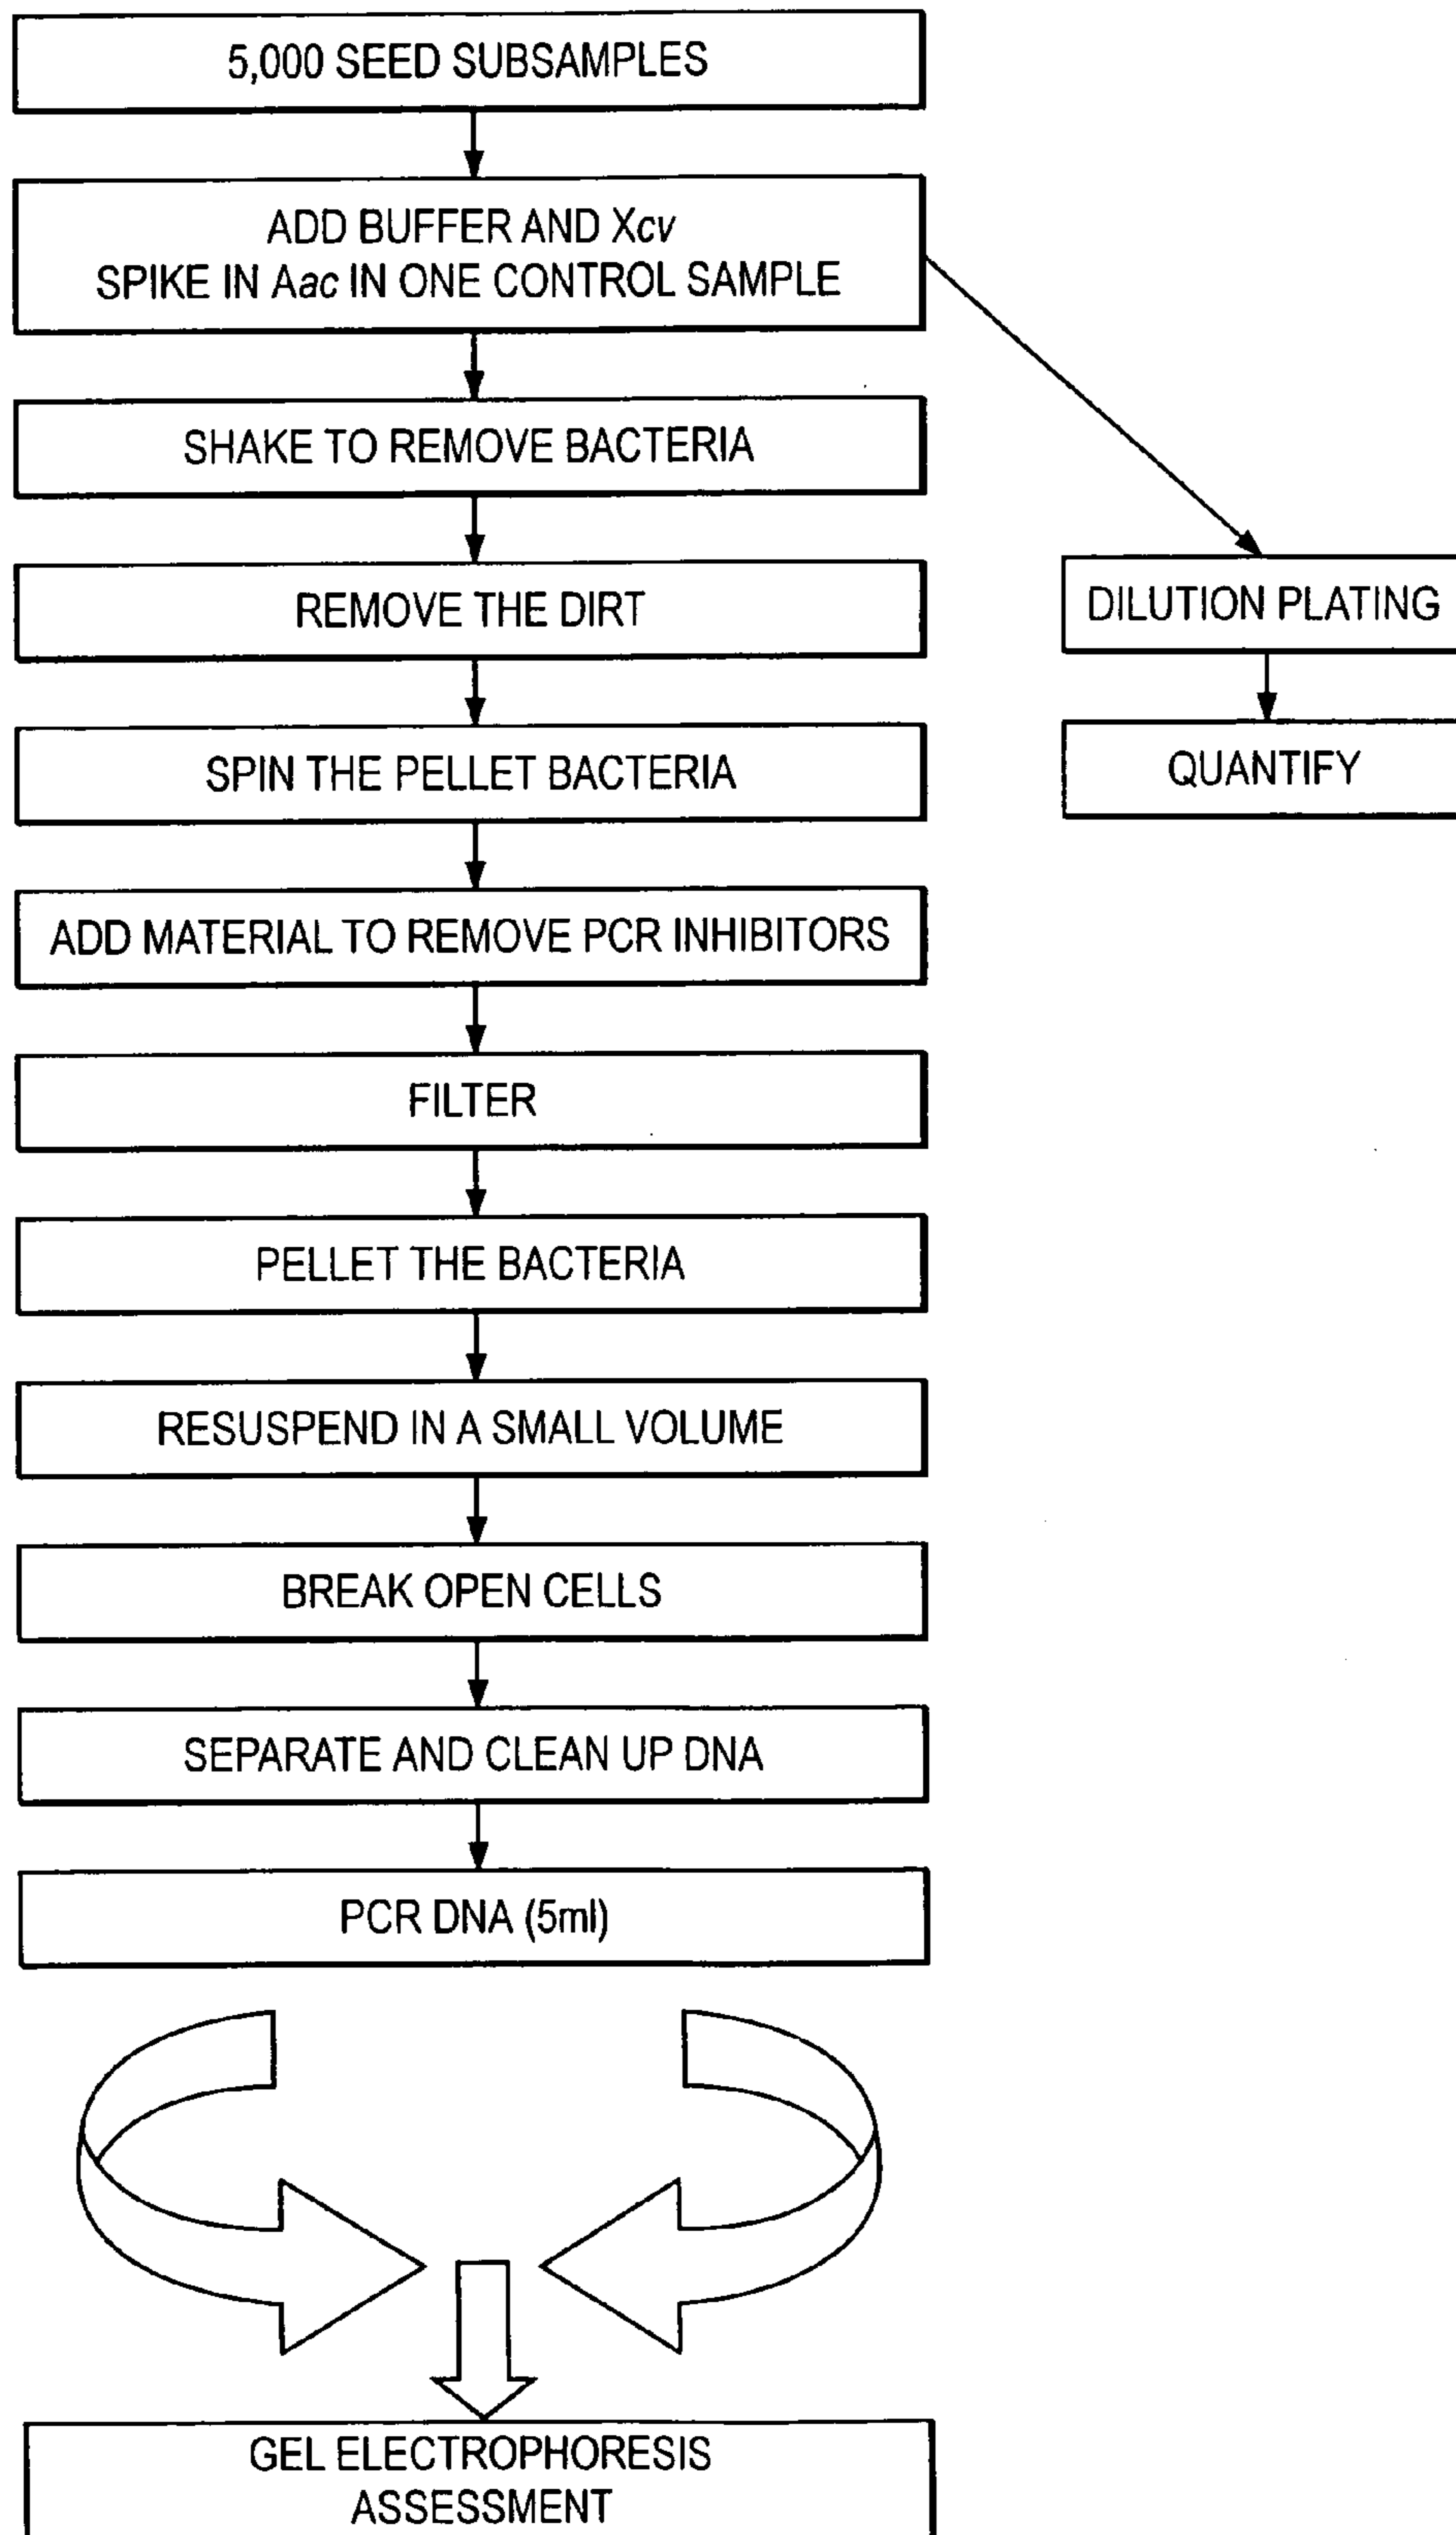 5,000 SEED SUBSAMPLES
ADD BUFFER AND Xcv
SPIKE IN Aac IN ONE CONTROL SAMPLE
SHAKE TO REMOVE BACTERIA
REMOVE THE DIRT
DILUTION PLATING
SPIN THE PELLET BACTERIA
QUANTIFY
ADD MATERIAL TO REMOVE PCR INHIBITORS
FILTER
PELLET THE BACTERIA
RESUSPEND IN A SMALL VOLUME
BREAK OPEN CELLS
SEPARATE AND CLEAN UP DNA
PCR DNA (5ml)
GEL ELECTROPHORESIS
ASSESSMENT